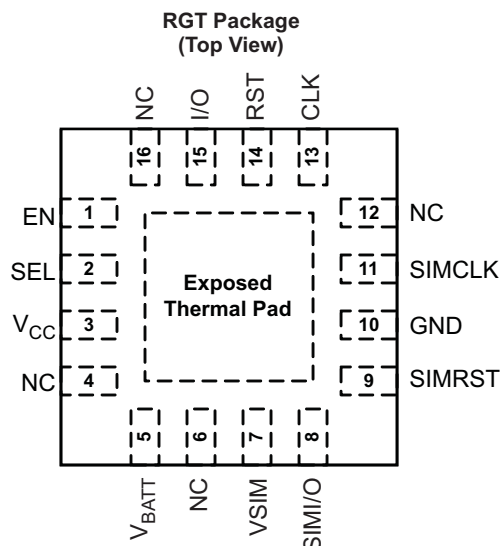 RGT Package
(Top View)
NC
I/O
RST
CLK
16
15
14
13
EN 1
12 NC
SEL 2
11 SIMCLK
Exposed
Thermal Pad
VCC 3
10 GND
NC 4
9 SIMRST
5
6
7
8
VBATT
NC
VSIM
SIMI/O